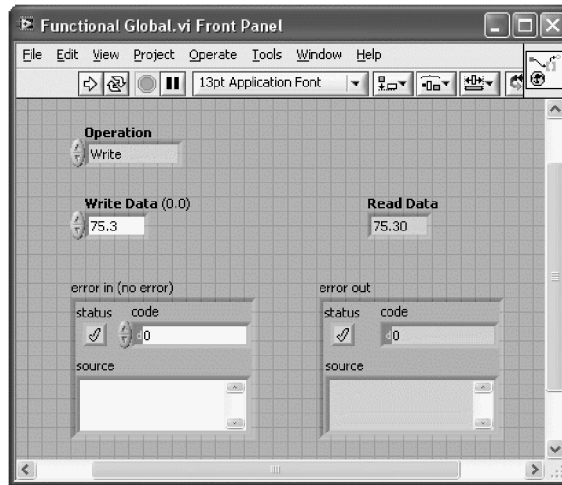 Functional Global.vi Front Panel
File Edit View Project Operate Tools Window Help
13pt Application Font
Operation
Write
Write Data (0.0)
75.3
Read Data
75.30
error in (no error)
status code
d0
source
error out
status code
d0
source